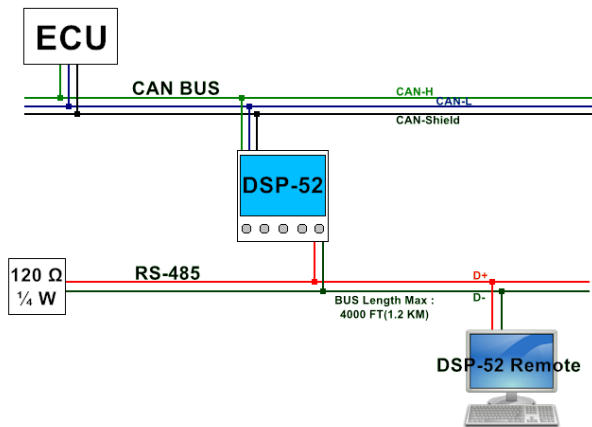 ECU
CAN BUS
CAN-H
CAN-L
CAN-Shield
DSP-52
120 Ω
¼ W
RS-485
D+
D-
BUS Length Max :
4000 FT(1.2 KM)
DSP-52 Remote